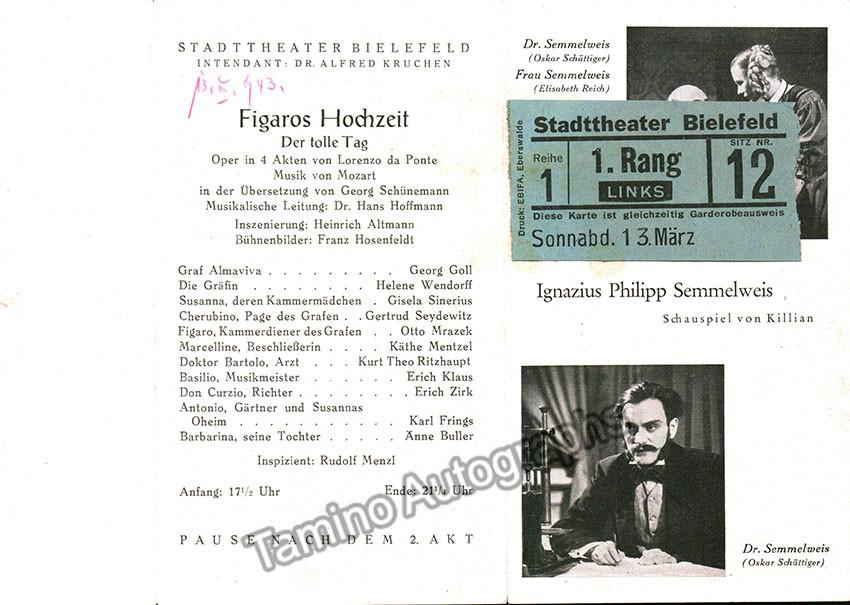 STADTTHEATER BIELEFELD
INTENDANT: DR. ALFRED KRUCHEN
13. III. 943.
Figaros Hochzeit
Der tolle Tag
Oper in 4 Akten von Lorenzo da Ponte
Musik von Mozart
in der Übersetzung von Georg Schünemann
Musikalische Leitung: Dr. Hans Hoffmann
Inszenierung: Heinrich Altmann
Bühnenbilder: Franz Hosenfeldt
Graf Almaviva . . . . . . . . . Georg Goll
Die Gräfin . . . . . . . . Helene Wendorff
Susanna, deren Kammermädchen . Gisela Sinerius
Cherubino, Page des Grafen . . Gertrud Seydewitz
Figaro, Kammerdiener des Grafen . . Otto Mrazek
Marcelline, Beschließerin . . . . Käthe Mentzel
Doktor Bartolo, Arzt . . . Kurt Theo Ritzhaupt
Basilio, Musikmeister . . . . . Erich Klaus
Don Curzio, Richter . . . . . . . . Erich Zirk
Antonio, Gärtner und Susannas
Oheim . . . . . . . . . . . Karl Frings
Barbarina, seine Tochter . . . . . Änne Buller
Inspizient: Rudolf Menzl
Anfang: 17½ Uhr Ende: 21¼ Uhr
PAUSE NACH DEM 2. AKT
Dr. Semmelweis
(Oskar Schättiger)
Frau Semmelweis
(Elisabeth Reich)
Druck: EBIFA, Eberswalde
Stadttheater Bielefeld
Reihe
1
1. Rang
LINKS
SITZ NR.
12
Diese Karte ist gleichzeitig Garderobeausweis
Sonnabd. 13. März
Ignazius Philipp Semmelweis
Schauspiel von Killian
Dr. Semmelweis
(Oskar Schättiger)
Tamino Autographs